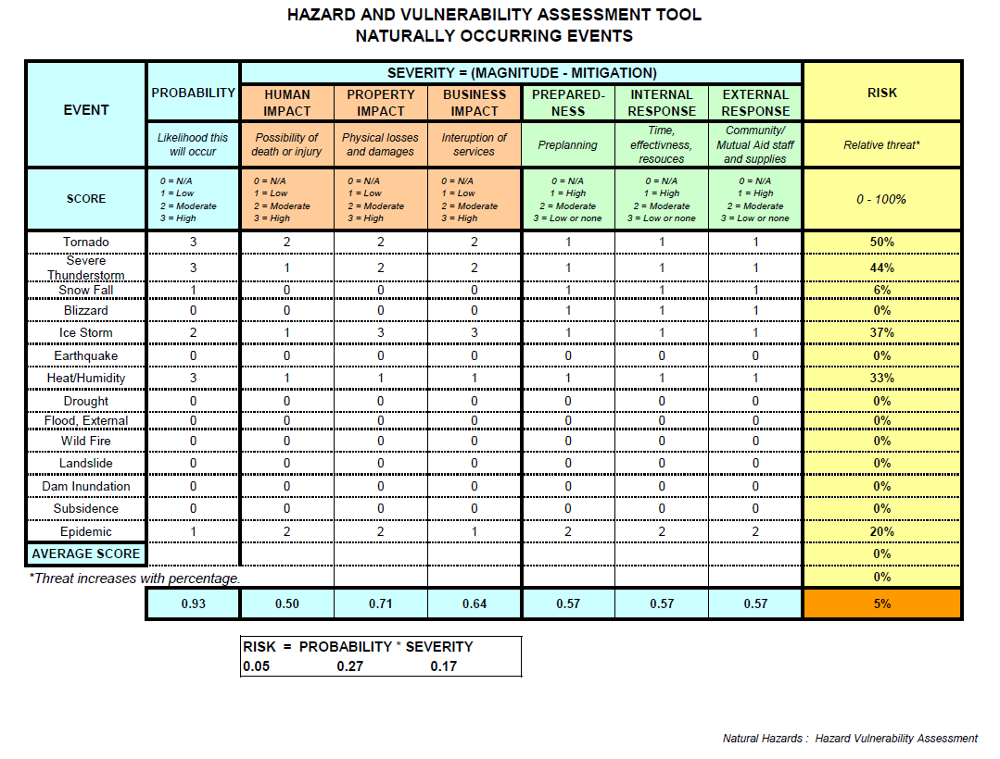 HAZARD AND VULNERABILITY ASSESSMENT TOOL
NATURALLY OCCURRING EVENTS
SEVERITY = (MAGNITUDE - MITIGATION)
EVENT PROBABILITY HUMAN IMPACT PROPERTY IMPACT BUSINESS IMPACT PREPARED-NESS INTERNAL RESPONSE EXTERNAL RESPONSE RISK
Likelihood this will occur Possibility of death or injury Physical losses and damages Interuption of services Preplanning Time, effectivness, resouces Community/ Mutual Aid staff and supplies Relative threat*
SCORE 0 - 100%
0 = N/A 0 = N/A 0 = N/A 0 = N/A 0 = N/A 0 = N/A 0 = N/A
1 = Low 1 = Low 1 = Low 1 = Low 1 = High 1 = High 1 = High
2 = Moderate 2 = Moderate 2 = Moderate 2 = Moderate 2 = Moderate 2 = Moderate 2 = Moderate
3 = High 3 = High 3 = High 3 = High 3 = Low or none 3 = Low or none 3 = Low or none
Tornado 3 2 2 2 1 1 1 50%
Severe Thunderstorm 3 1 2 2 1 1 1 44%
Snow Fall 1 0 0 0 1 1 1 6%
Blizzard 0 0 0 0 1 1 1 0%
Ice Storm 2 1 3 3 1 1 1 37%
Earthquake 0 0 0 0 0 0 0 0%
Heat/Humidity 3 1 1 1 1 1 1 33%
Drought 0 0 0 0 0 0 0 0%
Flood, External 0 0 0 0 0 0 0 0%
Wild Fire 0 0 0 0 0 0 0 0%
Landslide 0 0 0 0 0 0 0 0%
Dam Inundation 0 0 0 0 0 0 0 0%
Subsidence 0 0 0 0 0 0 0 0%
Epidemic 1 2 2 1 2 2 2 20%
AVERAGE SCORE 0%
*Threat increases with percentage. 0%
0.93 0.50 0.71 0.64 0.57 0.57 0.57 5%
RISK = PROBABILITY * SEVERITY
0.05 0.27 0.17
Natural Hazards : Hazard Vulnerability Assessment